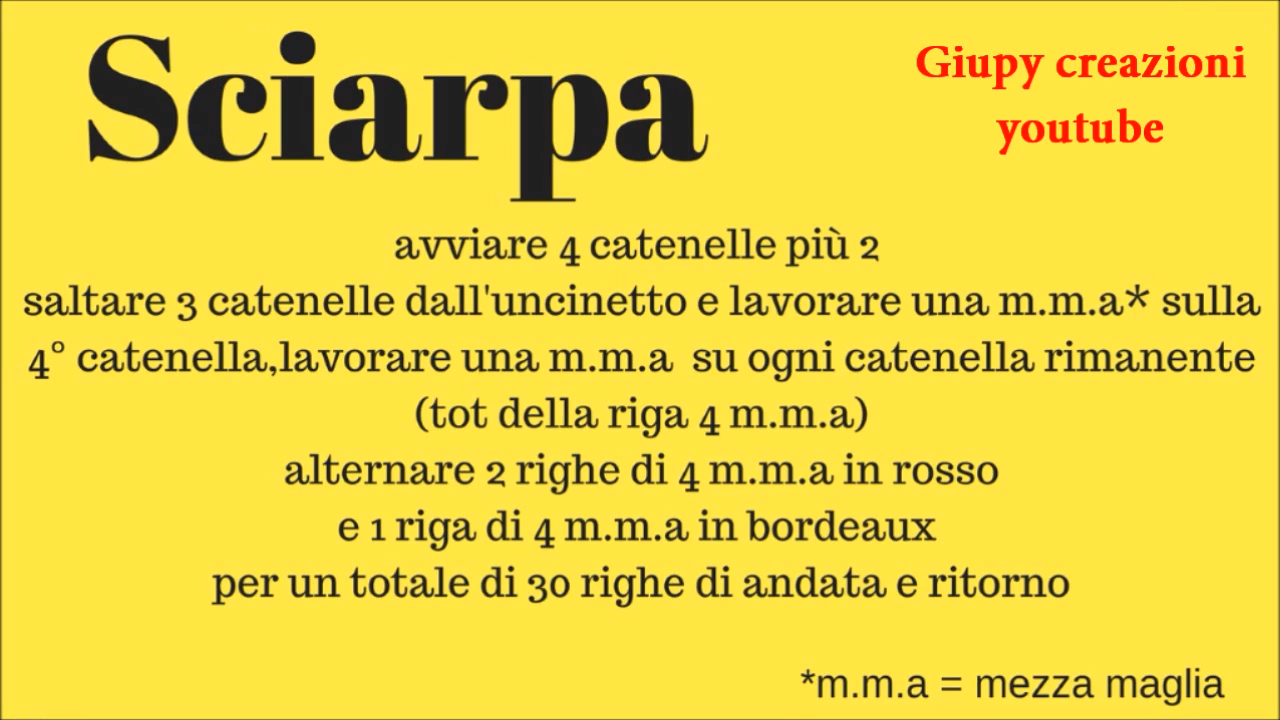 Sciarpa
Giupy creazioni
youtube
avviare 4 catenelle più 2
saltare 3 catenelle dall'uncinetto e lavorare una m.m.a* sulla
4° catenella,lavorare una m.m.a su ogni catenella rimanente
(tot della riga 4 m.m.a)
alternare 2 righe di 4 m.m.a in rosso
e 1 riga di 4 m.m.a in bordeaux
per un totale di 30 righe di andata e ritorno
*m.m.a = mezza maglia